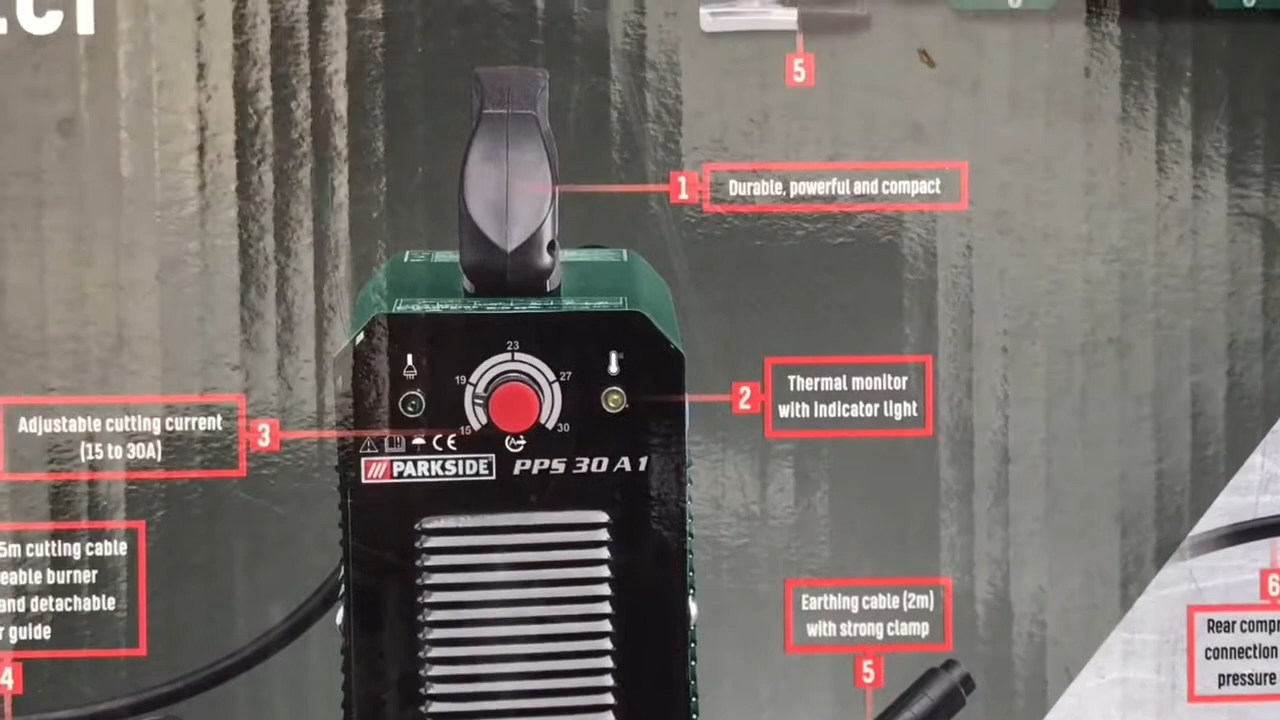 5
1
Durable, powerful and compact
23
19
27
15
30
2
Thermal monitor
with indicator light
Adjustable cutting current
(15 to 30A)
3
CE
PARKSIDE
PPS 30 A1
5m cutting cable
burner
and detachable
guide
4
Earthing cable (2m)
with strong clamp
5
6
Rear
connection
pressure